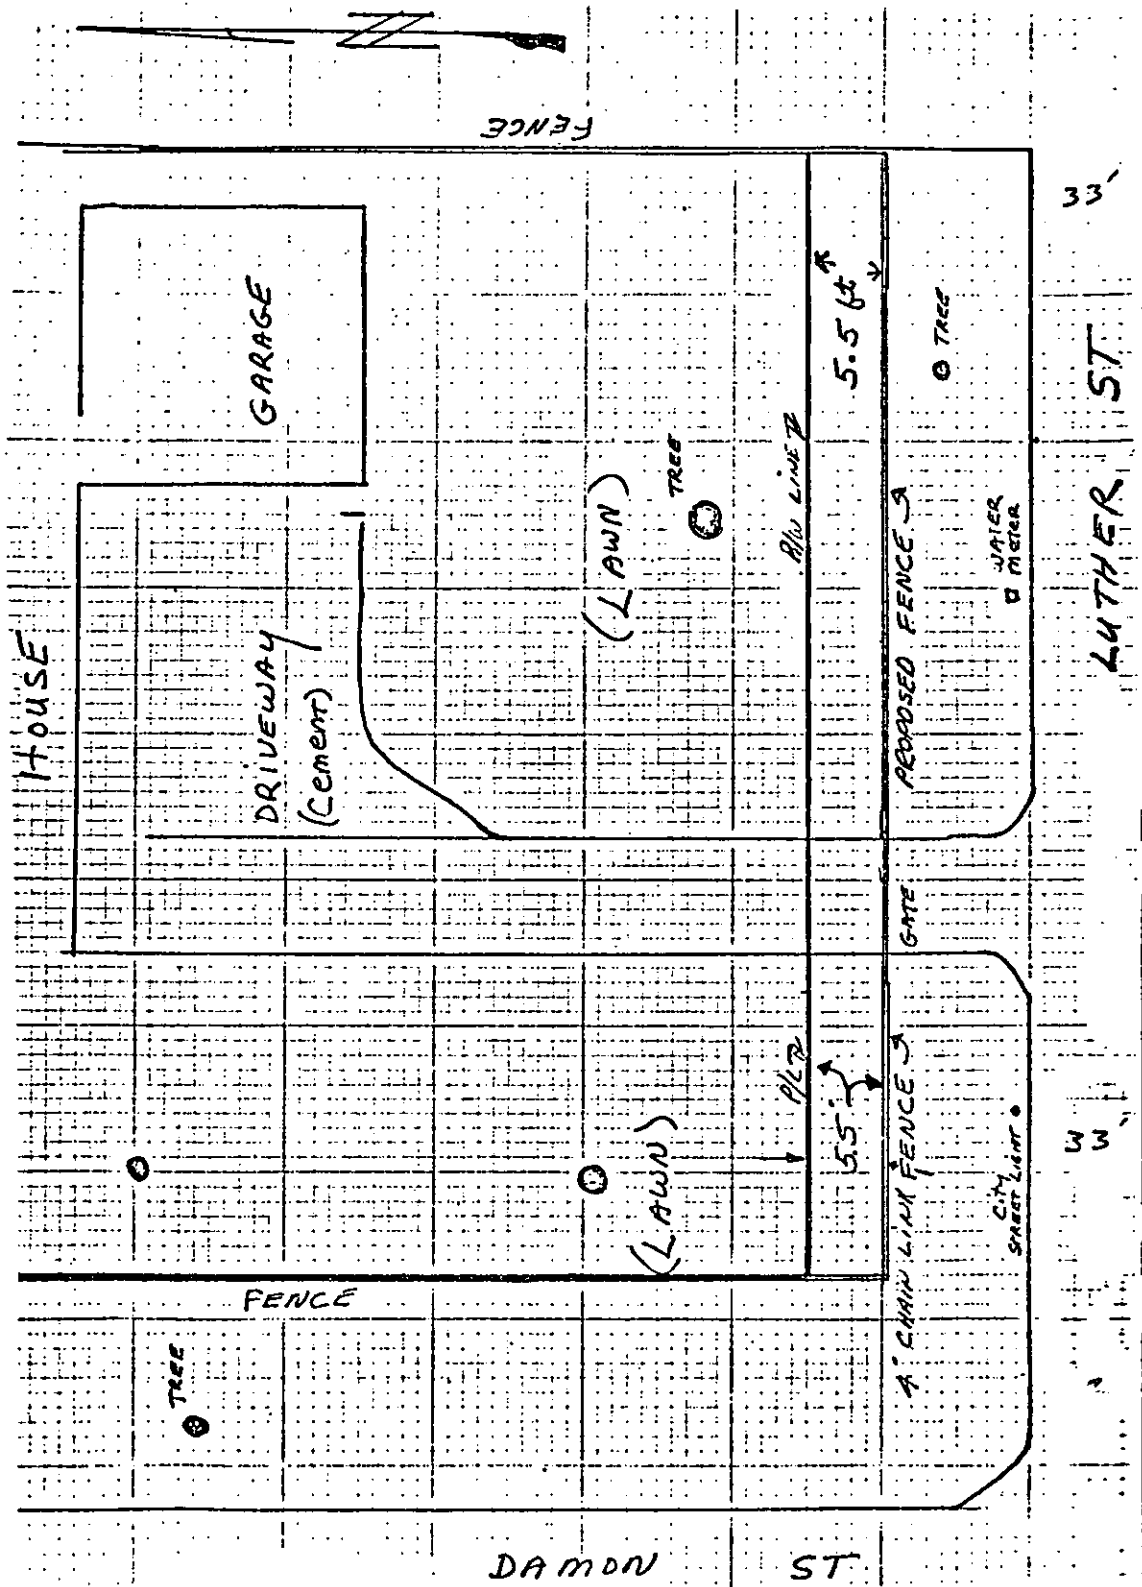 FENCE
33'
GARAGE
5.5 ft
TREE
LUTHER ST.
TREE
(LAWN)
R/W LINE
PROPOSED FENCE
WATER
METER
HOUSE
DRIVEWAY
(Cement)
GATE
P/L
5.5'
(LAWN)
4' CHAIN LINK FENCE
City
STREET LIGHT
33'
FENCE
TREE
DAMON ST